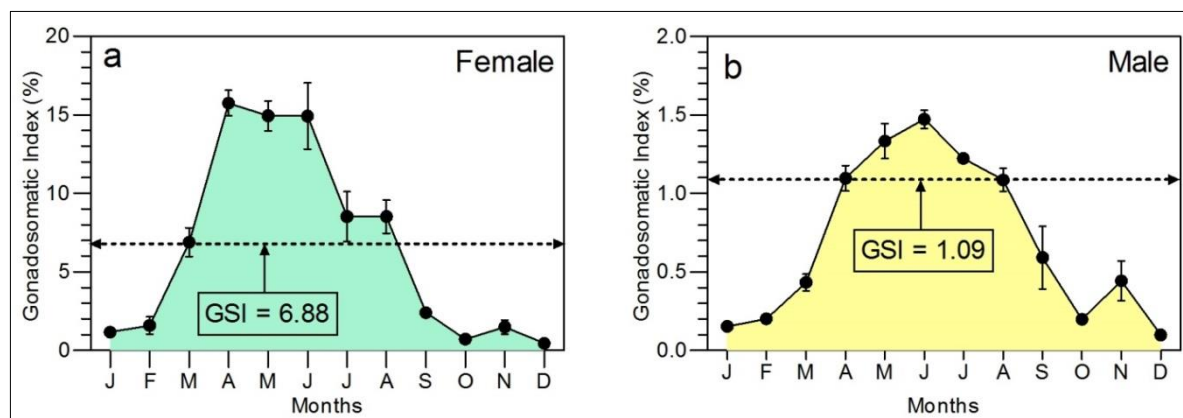 a
Female
Gonadosomatic Index (%)
20
15
10
5
0
GSI = 6.88
J F M A M J J A S O N D
Months
b
Male
Gonadosomatic Index (%)
2.0
1.5
1.0
0.5
0.0
GSI = 1.09
J F M A M J J A S O N D
Months